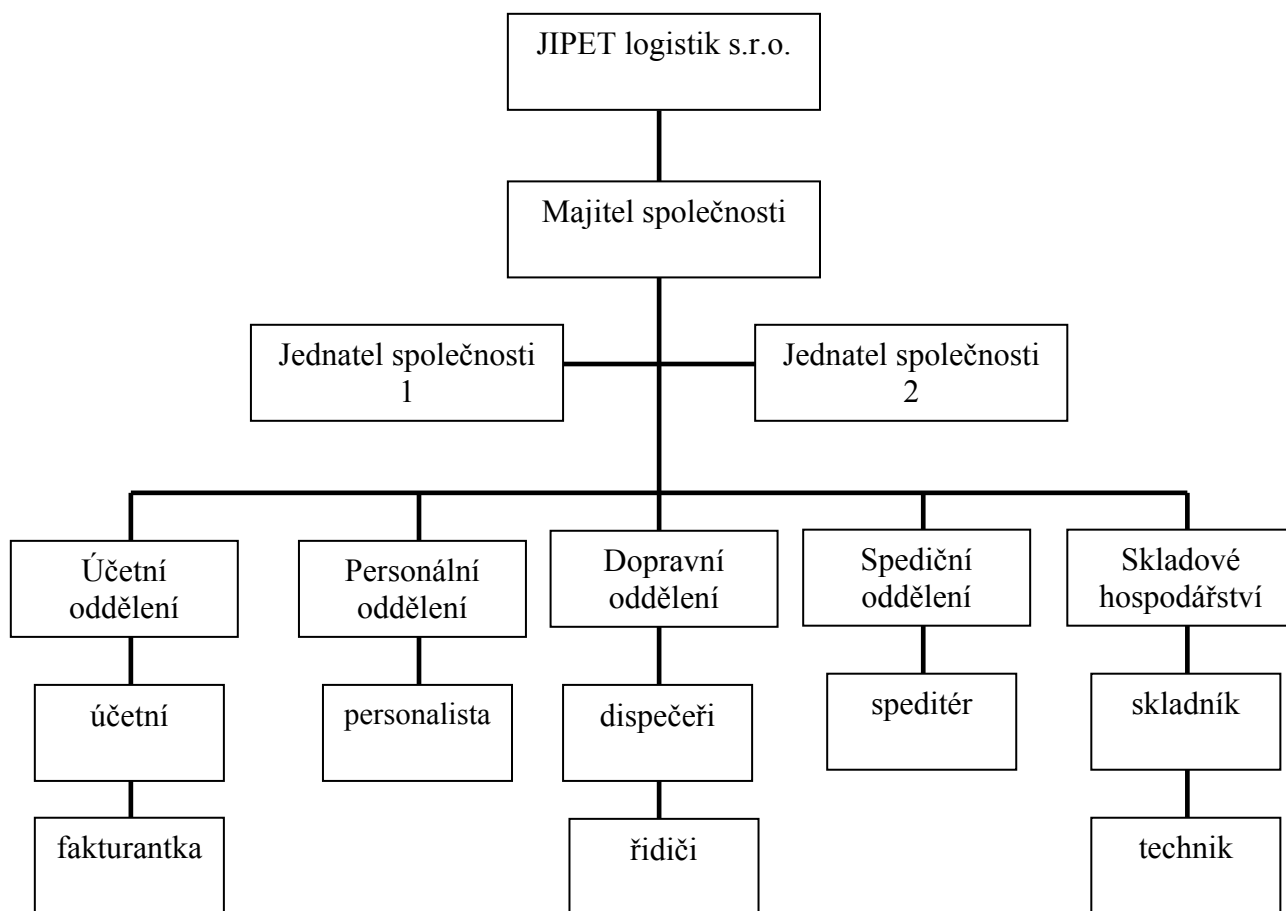 JIPET logistik s.r.o.
Majitel společnosti
Jednatel společnosti
1
Jednatel společnosti
2
Účetní
oddělení
Personální
oddělení
Dopravní
oddělení
Spediční
oddělení
Skladové
hospodářství
účetní
personalista
dispečeři
speditér
skladník
fakturantka
řidiči
technik